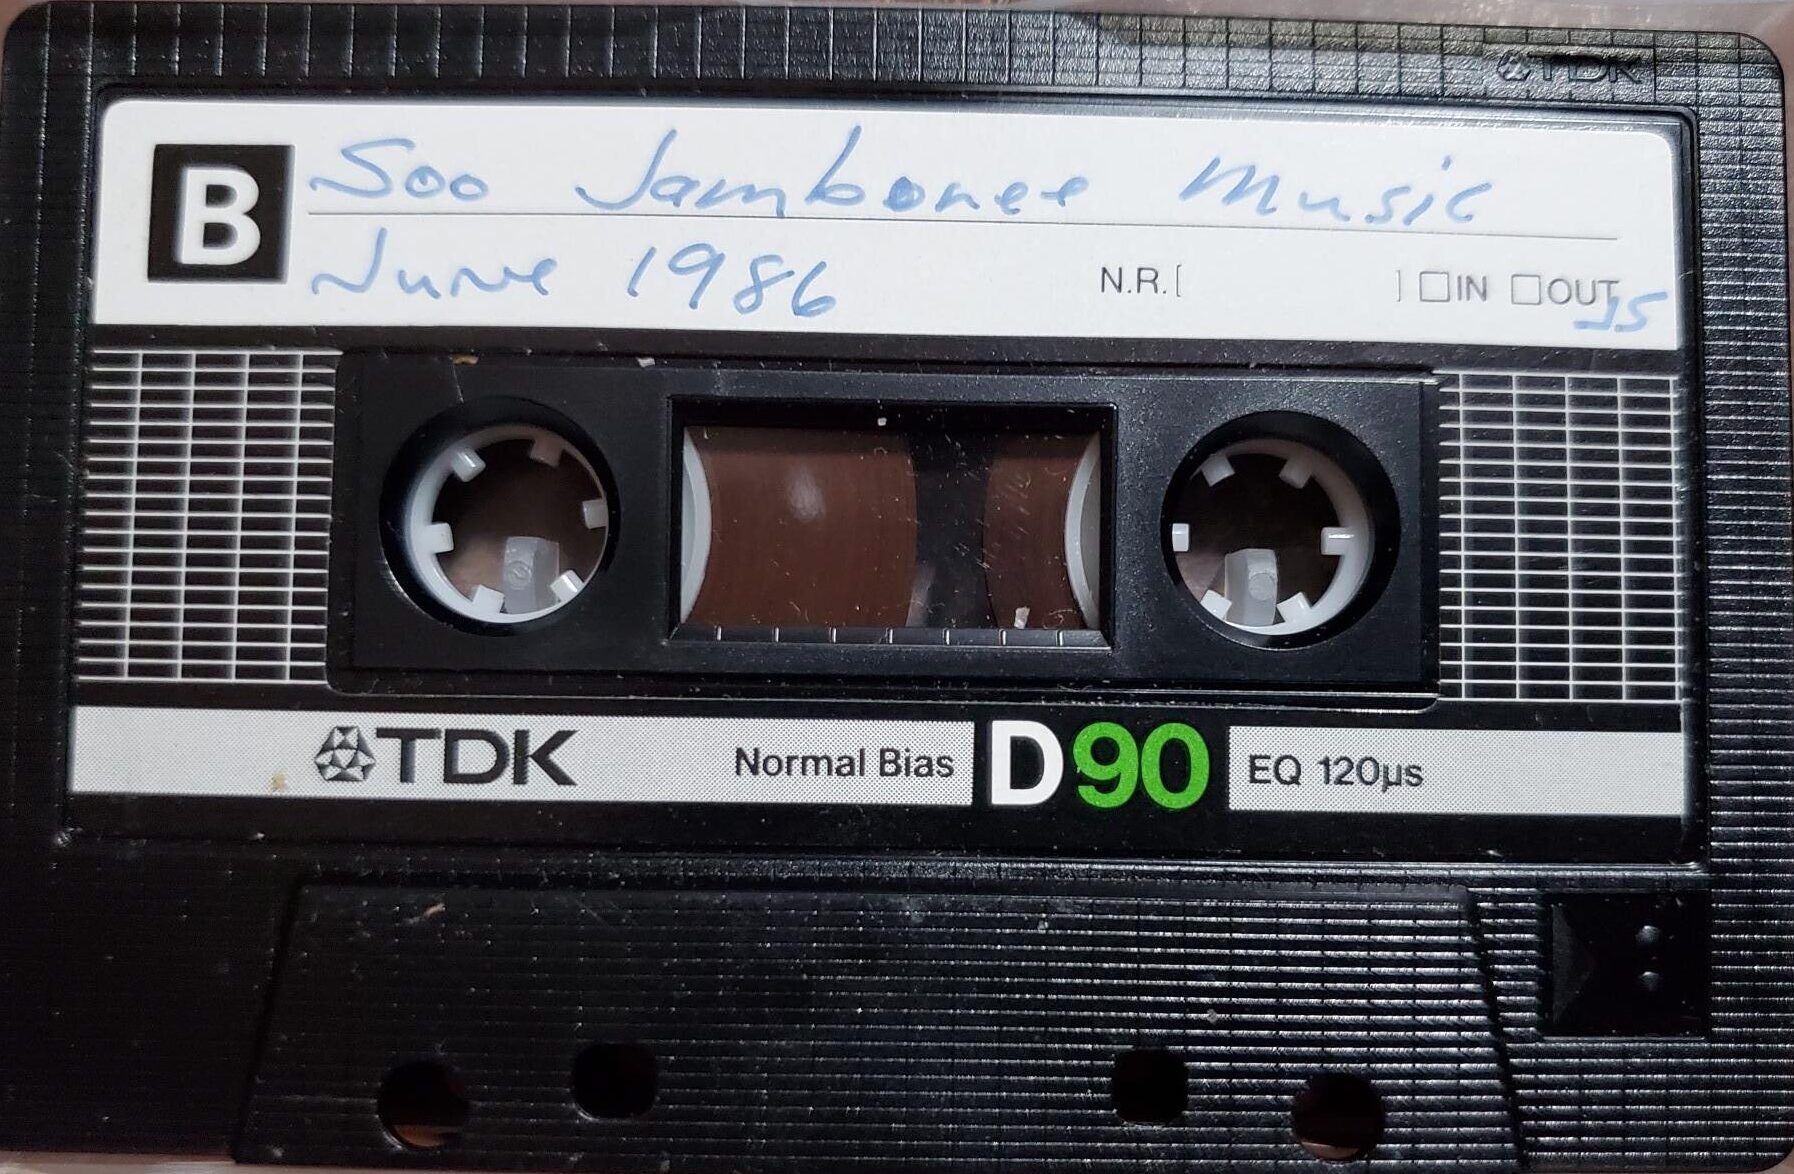 TDK
B
Soo Jamboree Music
June 1986
N.R.[ ] IN OUT
TDK Normal Bias D90 EQ 120µs